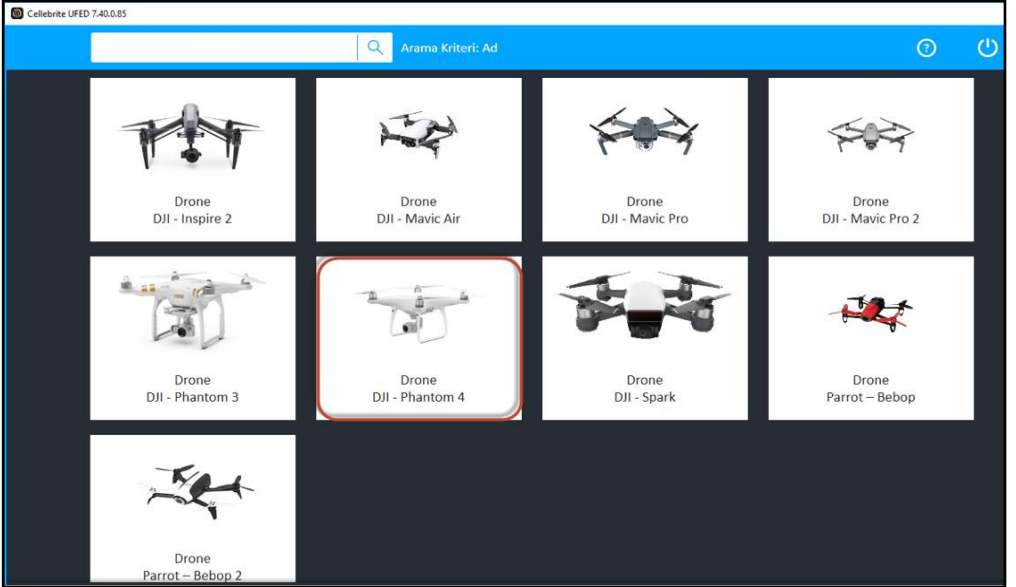 Cellebrite UFED 7.40.0.85
Arama Kriteri: Ad
?
Drone
DJI - Inspire 2
Drone
DJI - Mavic Air
Drone
DJI - Mavic Pro
Drone
DJI - Mavic Pro 2
Drone
DJI - Phantom 3
Drone
DJI - Phantom 4
Drone
DJI - Spark
Drone
Parrot – Bebop
Drone
Parrot – Bebop 2